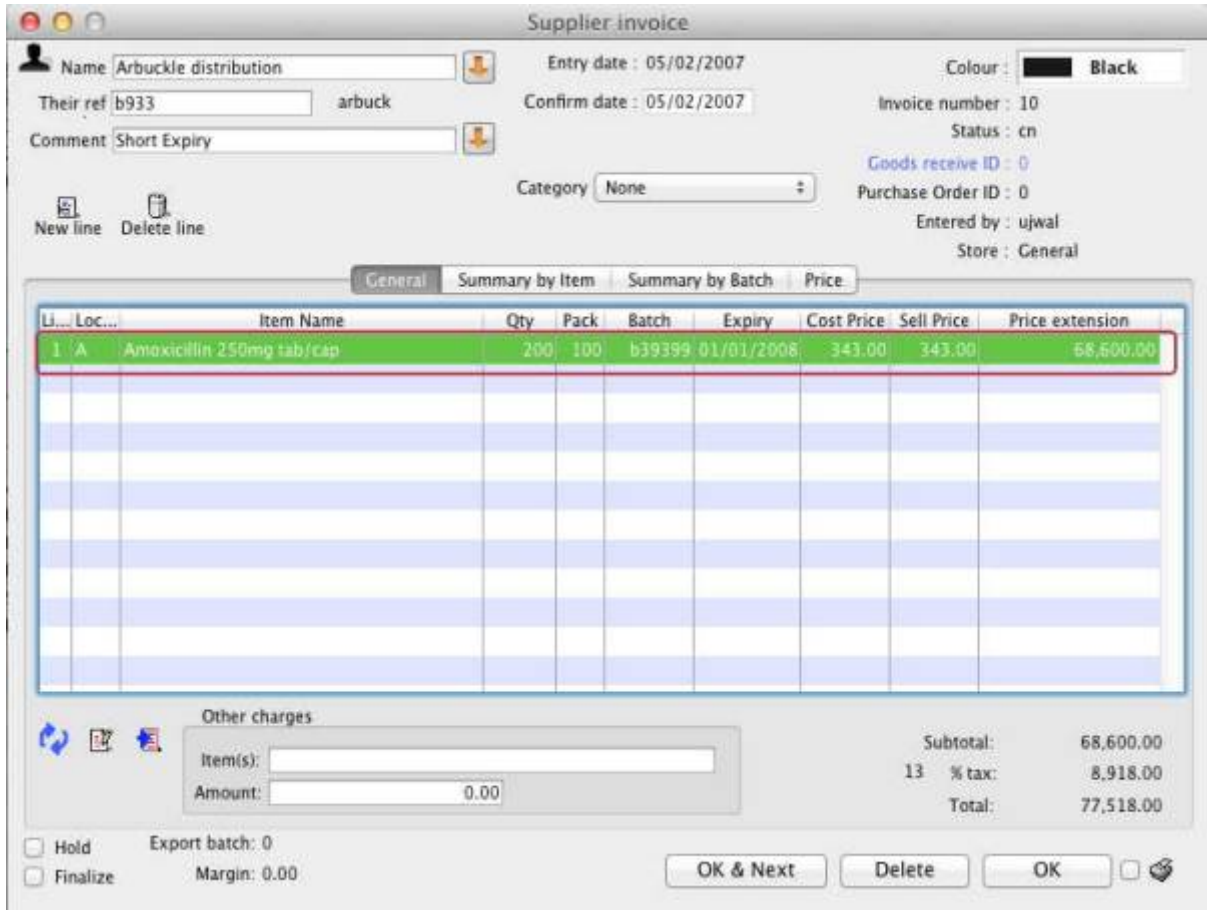 Supplier invoice
Name Arbuckle distribution
Entry date : 05/02/2007
Colour : Black
Their ref b933 arbuck
Confirm date : 05/02/2007
Invoice number : 10
Comment Short Expiry
Status : cn
Goods receive ID : 0
Category None
Purchase Order ID : 0
New line Delete line
Entered by : ujwal
Store : General
General Summary by Item Summary by Batch Price
Li... Loc... Item Name Qty Pack Batch Expiry Cost Price Sell Price Price extension
1 A Amoxicillin 250mg tab/cap 200 100 b39399 01/01/2008 343.00 343.00 68,600.00
Other charges
Item(s):
Amount: 0.00
Subtotal: 68,600.00
13 % tax: 8,918.00
Total: 77,518.00
Hold Export batch: 0
Finalize Margin: 0.00
OK & Next Delete OK